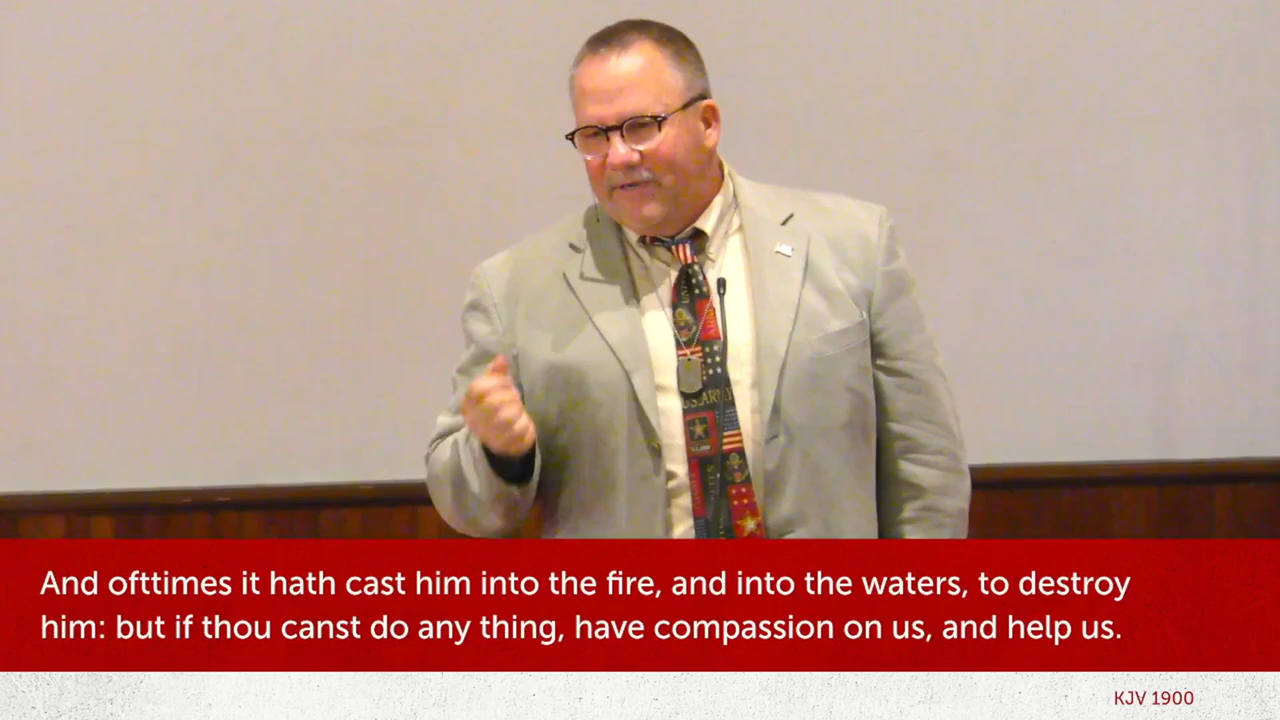 U.S. ARMY
And ofttimes it hath cast him into the fire, and into the waters, to destroy
him: but if thou canst do any thing, have compassion on us, and help us.
KJV 1900